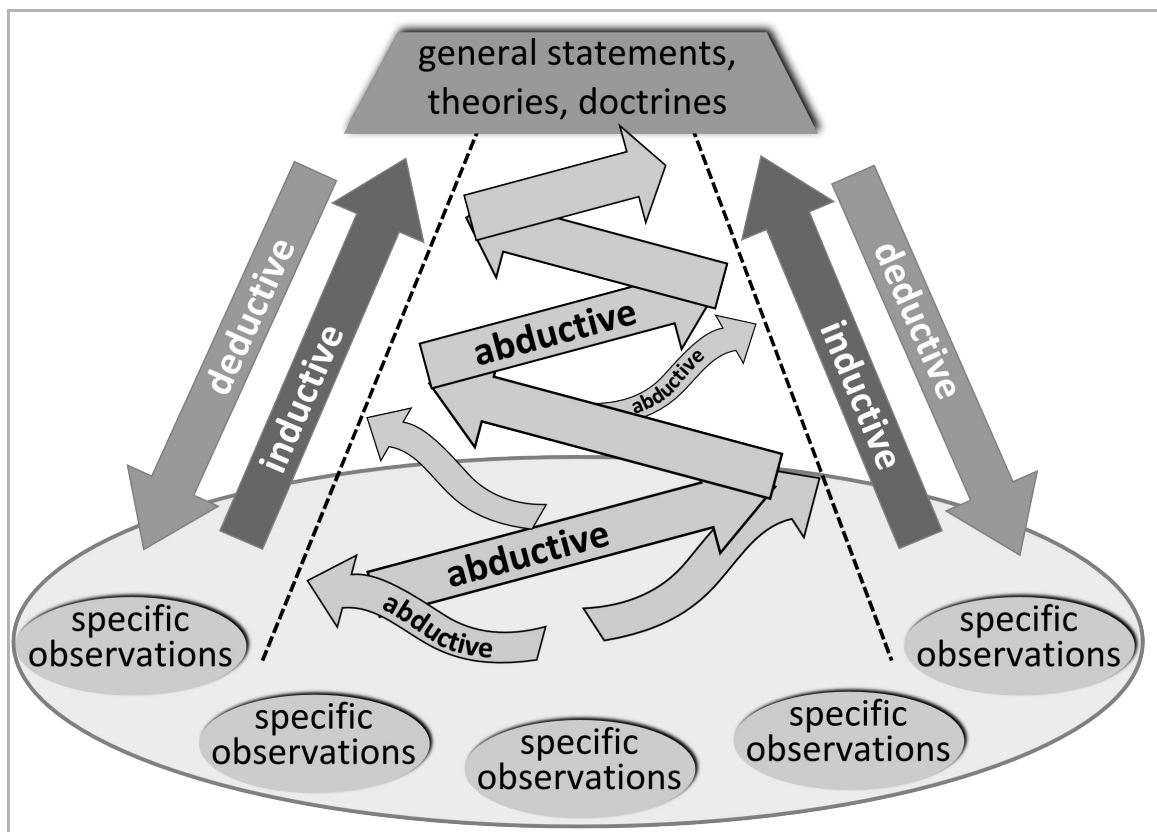 general statements,
theories, doctrines
deductive
inductive
abductive
abductive
inductive
deductive
abductive
abductive
specific
observations
specific
observations
specific
observations
specific
observations
specific
observations